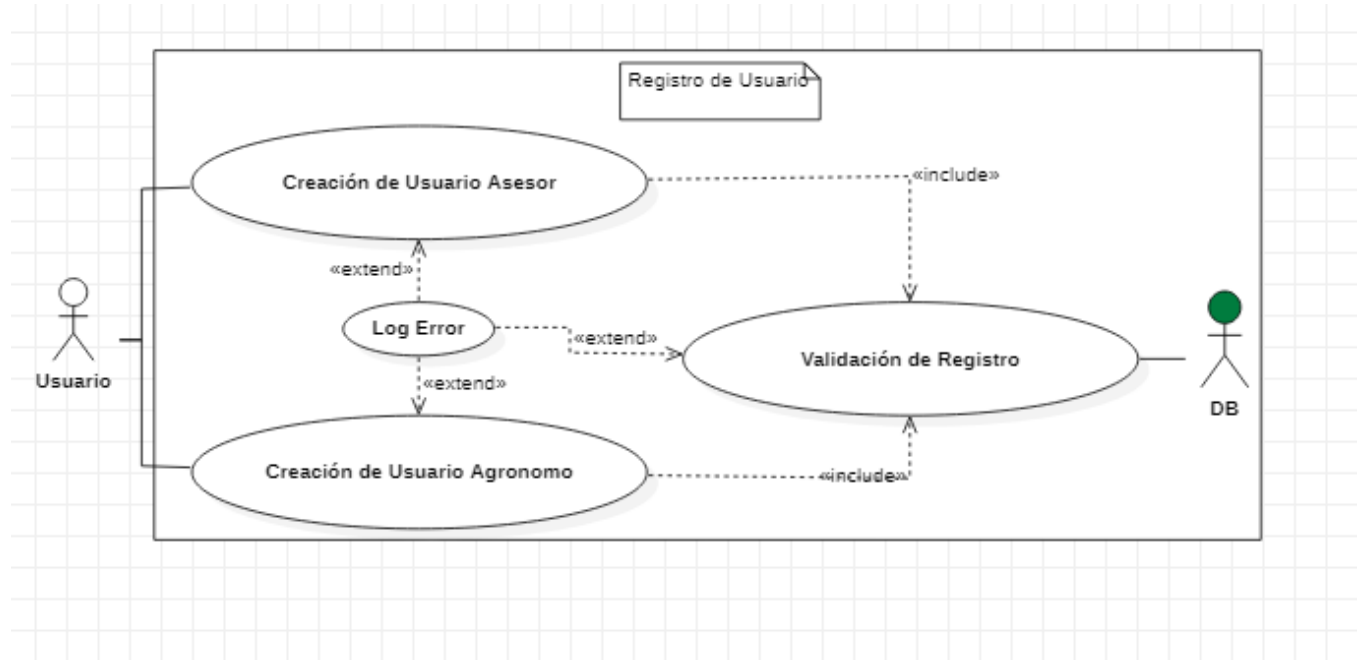 Registro de Usuario
Creación de Usuario Asesor
«include»
«extend»
Log Error
«extend»
Validación de Registro
Usuario
«extend»
DB
Creación de Usuario Agronomo
«include»